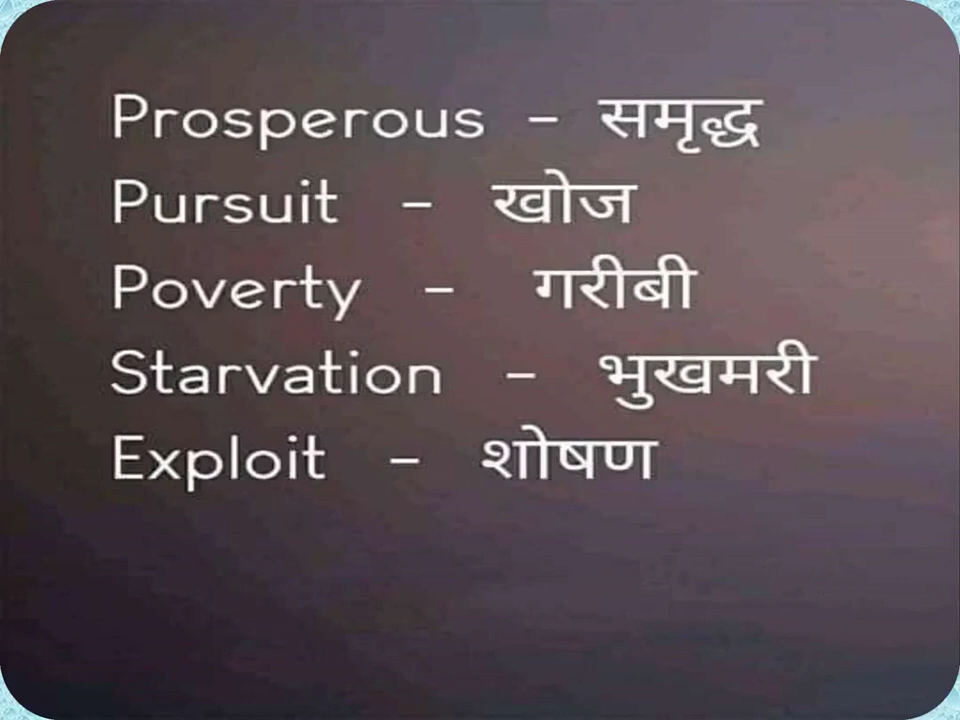 Prosperous - समृद्ध
Pursuit - खोज
Poverty - गरीबी
Starvation - भुखमरी
Exploit - शोषण